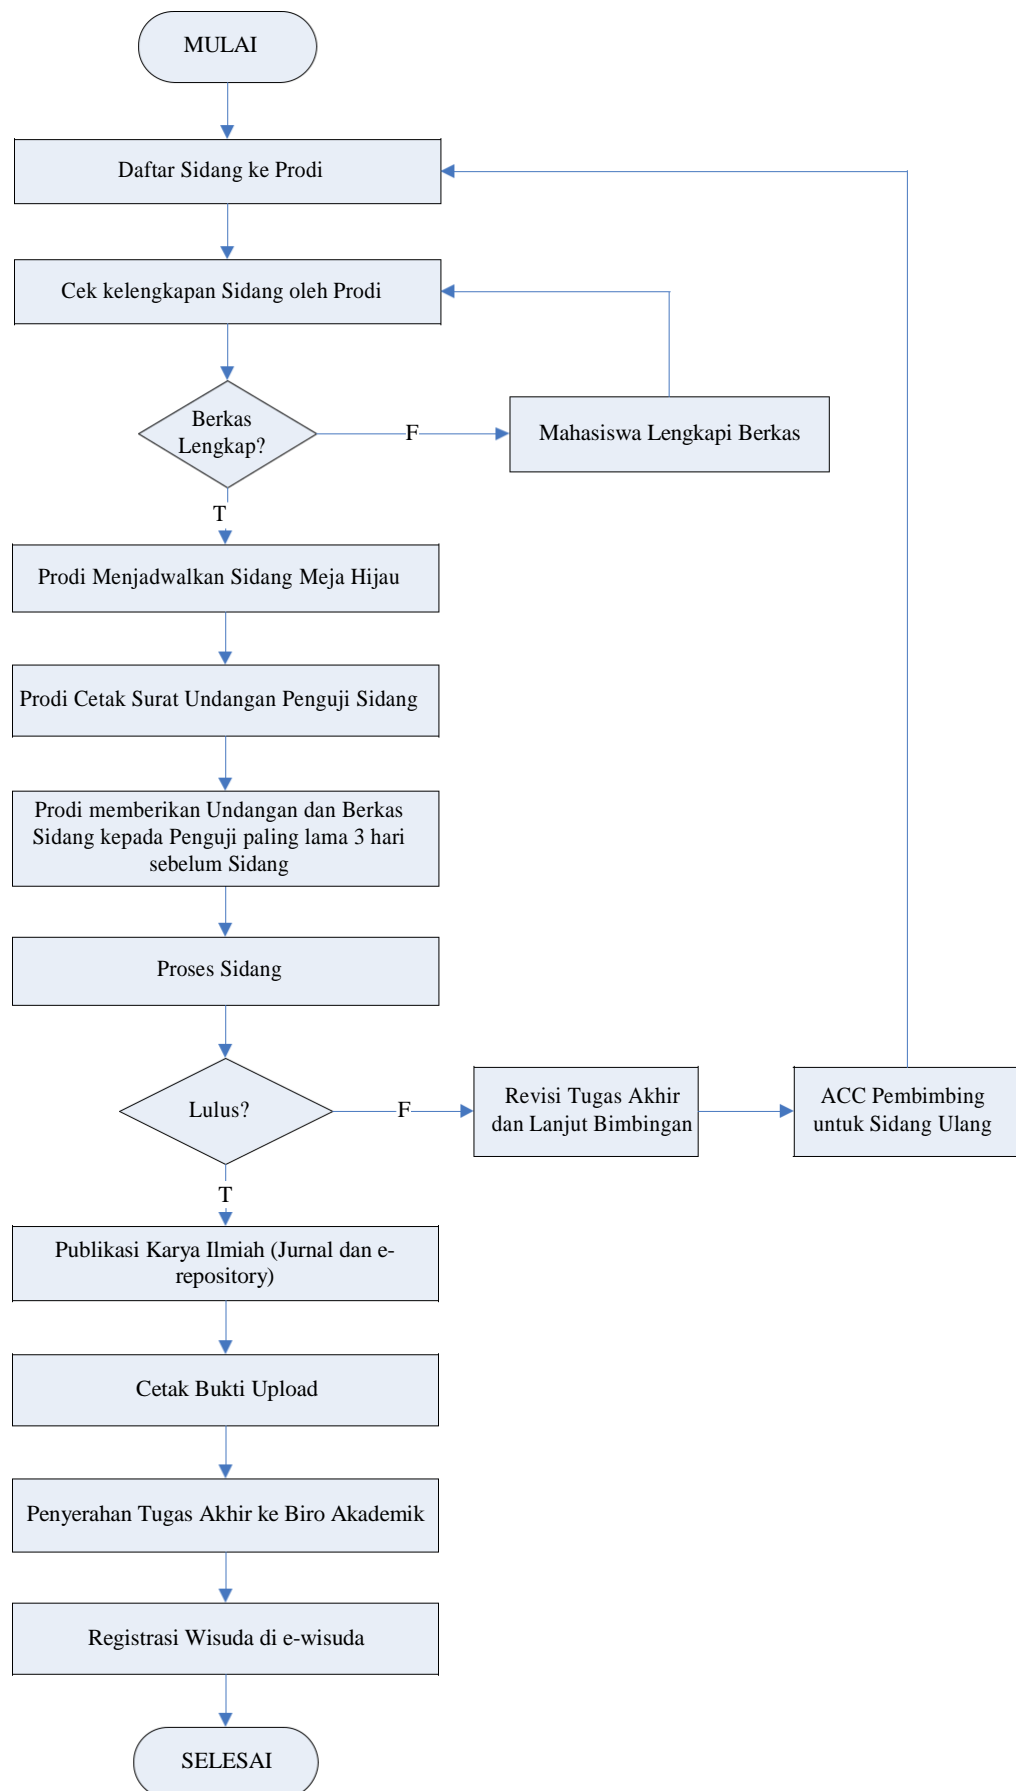 MULAI
Daftar Sidang ke Prodi
Cek kelengkapan Sidang oleh Prodi
Berkas
Lengkap?
F
Mahasiswa Lengkapi Berkas
T
Prodi Menjadwalkan Sidang Meja Hijau
Prodi Cetak Surat Undangan Penguji Sidang
Prodi memberikan Undangan dan Berkas
Sidang kepada Penguji paling lama 3 hari
sebelum Sidang
Proses Sidang
Lulus?
F
Revisi Tugas Akhir
dan Lanjut Bimbingan
ACC Pembimbing
untuk Sidang Ulang
T
Publikasi Karya Ilmiah (Jurnal dan e-
repository)
Cetak Bukti Upload
Penyerahan Tugas Akhir ke Biro Akademik
Registrasi Wisuda di e-wisuda
SELESAI